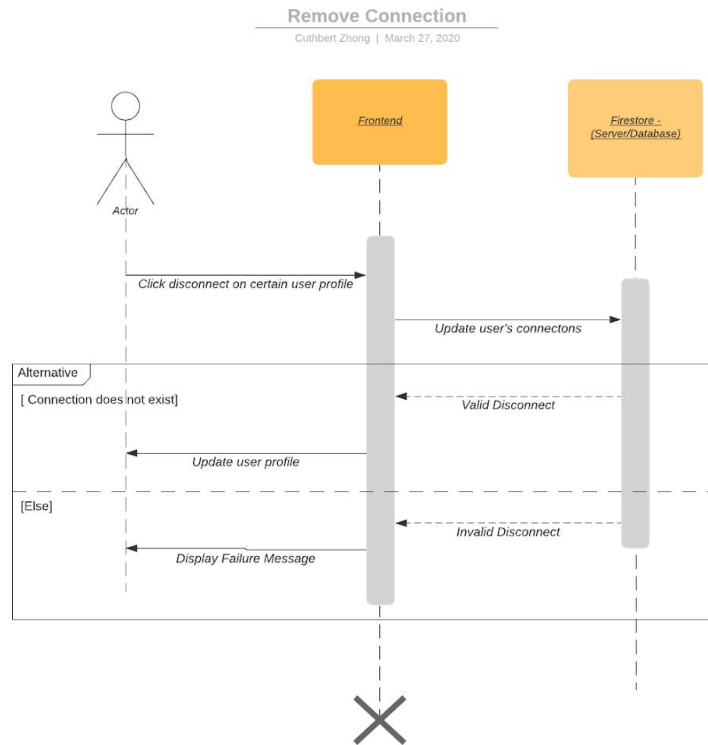 Remove Connection
Cuthbert Zhong | March 27, 2020
Frontend
Firestore -
(Server/Database)
Actor
Click disconnect on certain user profile
Update user's connectons
Alternative
[ Connection does not exist]
Valid Disconnect
Update user profile
[Else]
Invalid Disconnect
Display Failure Message